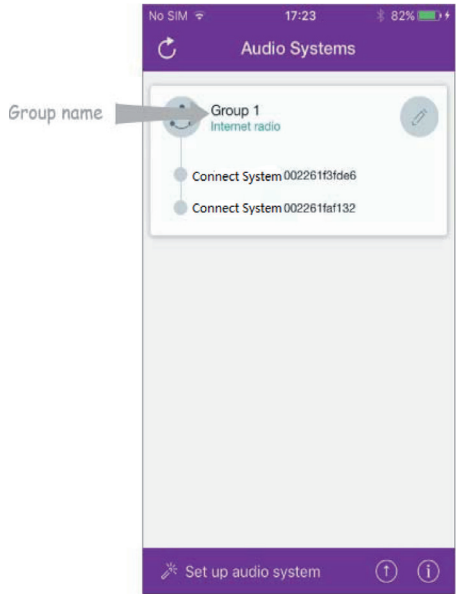 No SIM 17:23 82%
Audio Systems
Group name
Group 1
Internet radio
Connect System 002261f3fde6
Connect System 002261faf132
Set up audio system